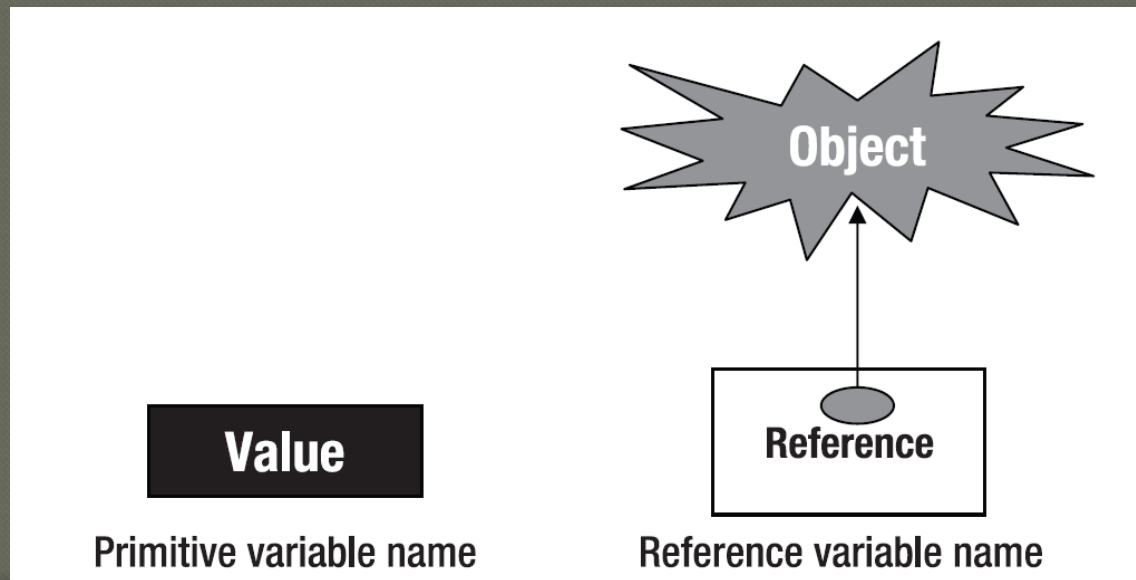 Object
Value
Reference
Primitive variable name
Reference variable name